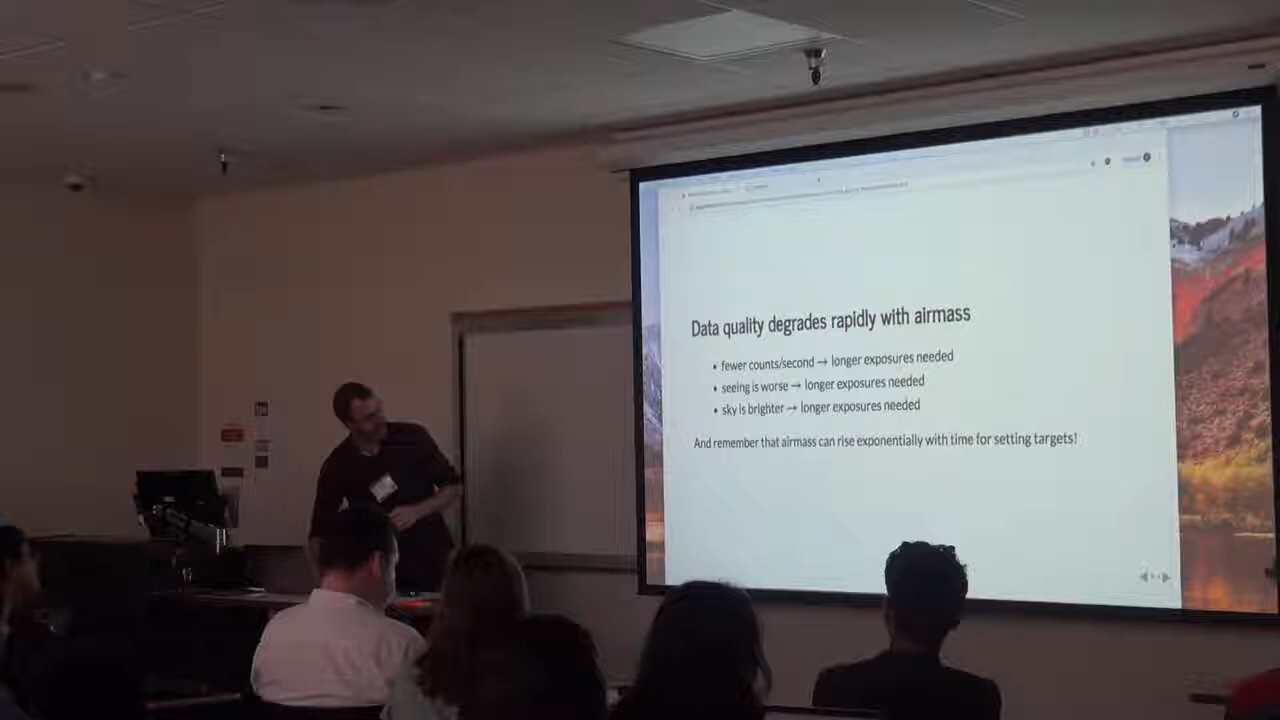 Data quality degrades rapidly with airmass
• fewer counts/second → longer exposures needed
• seeing is worse → longer exposures needed
• sky is brighter → longer exposures needed
And remember that airmass can rise exponentially with time for setting targets!